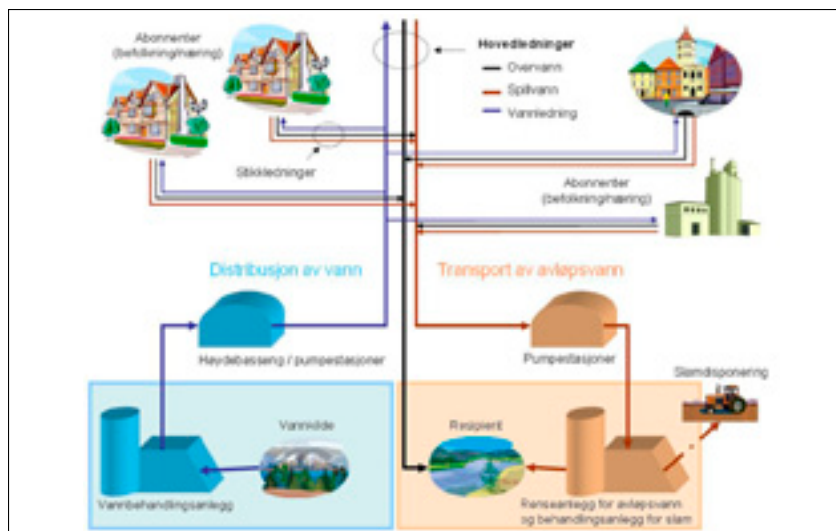 Abonnenter
(befolkning/næring)
Hovedledninger
Overvann
Spillvann
Vannledning
Stikkledninger
Abonnenter
(befolkning/næring)
Distribusjon av vann
Transport av avløpsvann
Høydebasseng / pumpestasjoner
Pumpestasjoner
Slamdisponering
Vannkilde
Resipient
Vannbehandlingsanlegg
Renseanlegg for avløpsvann
og behandlingsanlegg for slam